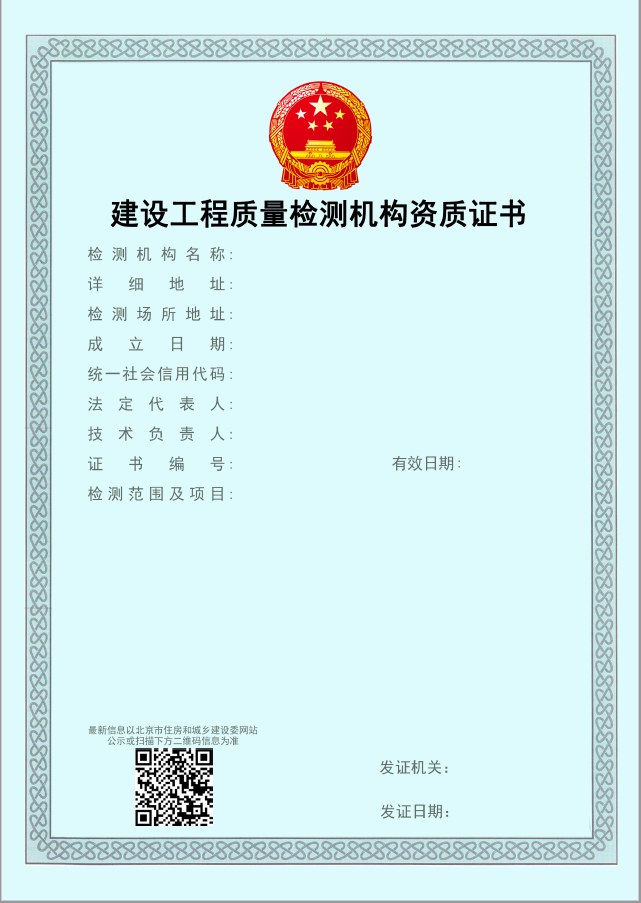 建设工程质量检测机构资质证书
检测机构名称:
详细地址:
检测场所地址:
成立日期:
统一社会信用代码:
法定代表人:
技术负责人:
证书编号: 有效日期:
检测范围及项目:
最新信息以北京市住房和城乡建设委网站
公示或扫描下方二维码信息为准
发证机关:
发证日期: